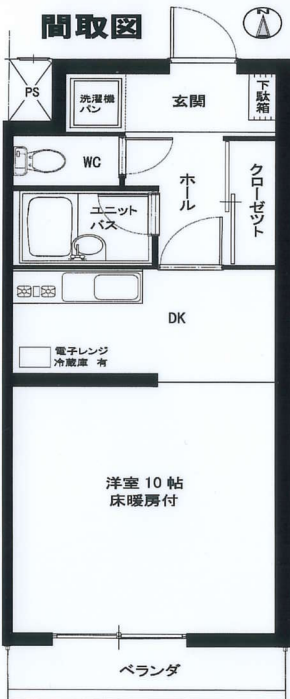 間取図
PS
洗濯機
パン
玄関
下駄箱
WC
ホール
クローゼット
ユニット
バス
DK
電子レンジ
冷蔵庫 有
洋室 10 帖
床暖房付
ベランダ